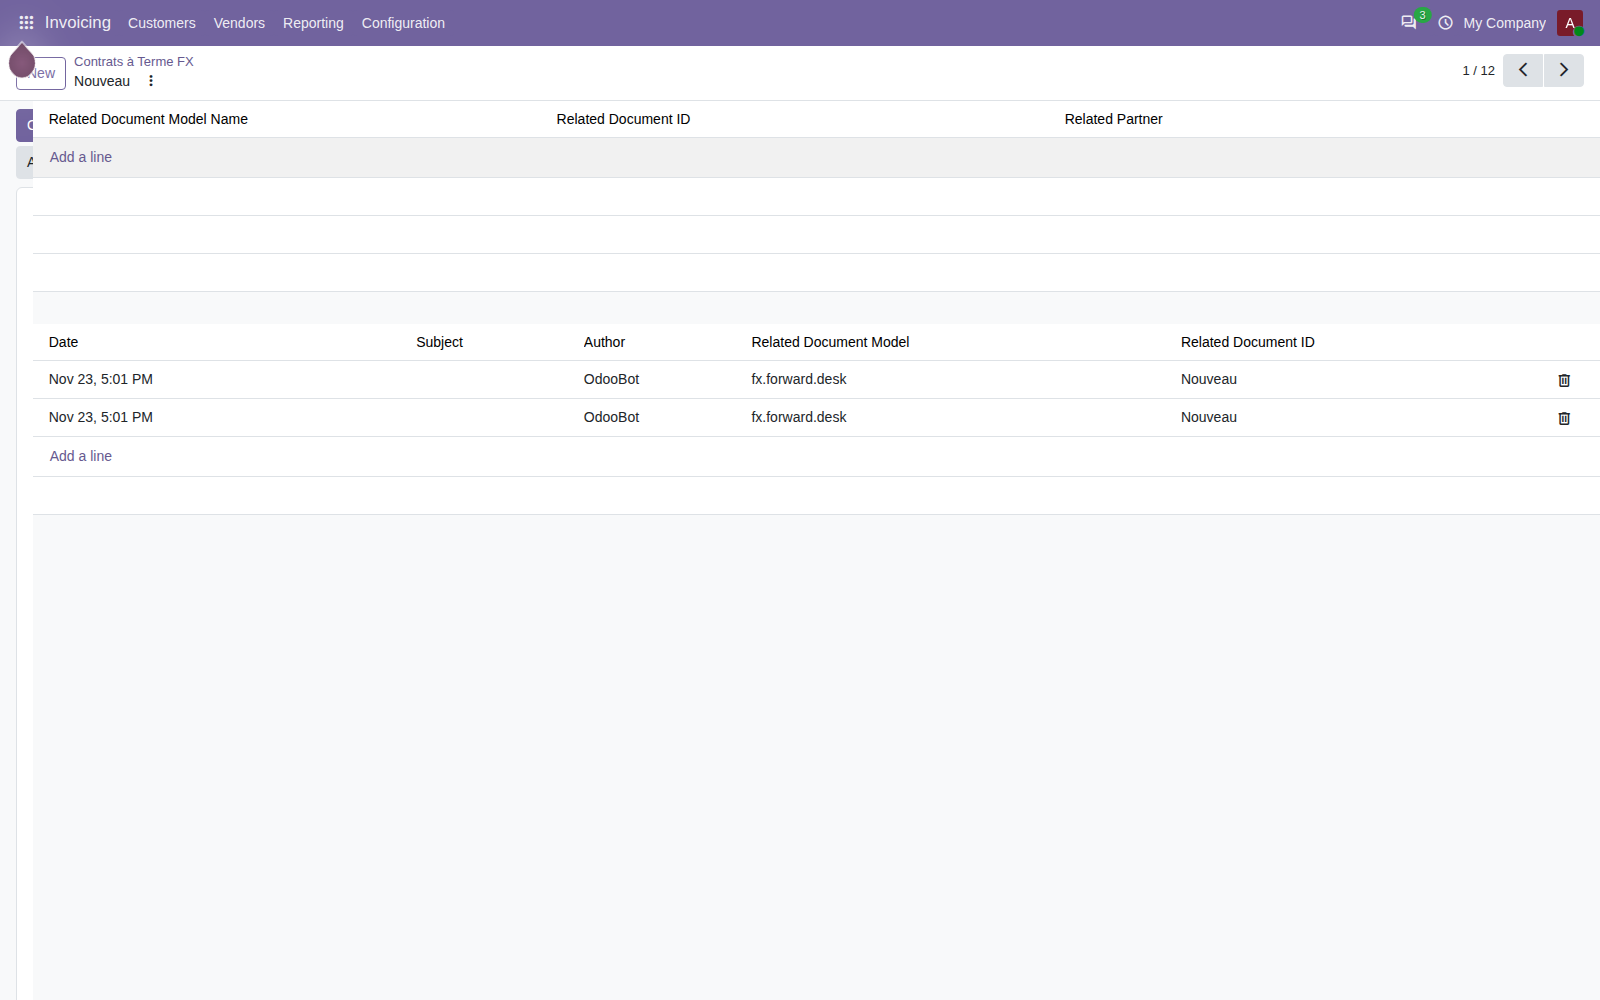 Invoicing Customers Vendors Reporting Configuration 3 My Company A
New Contrats à Terme FX
Nouveau
1 / 12
Related Document Model Name Related Document ID Related Partner
Add a line
Date Subject Author Related Document Model Related Document ID
Nov 23, 5:01 PM OdooBot fx.forward.desk Nouveau
Nov 23, 5:01 PM OdooBot fx.forward.desk Nouveau
Add a line